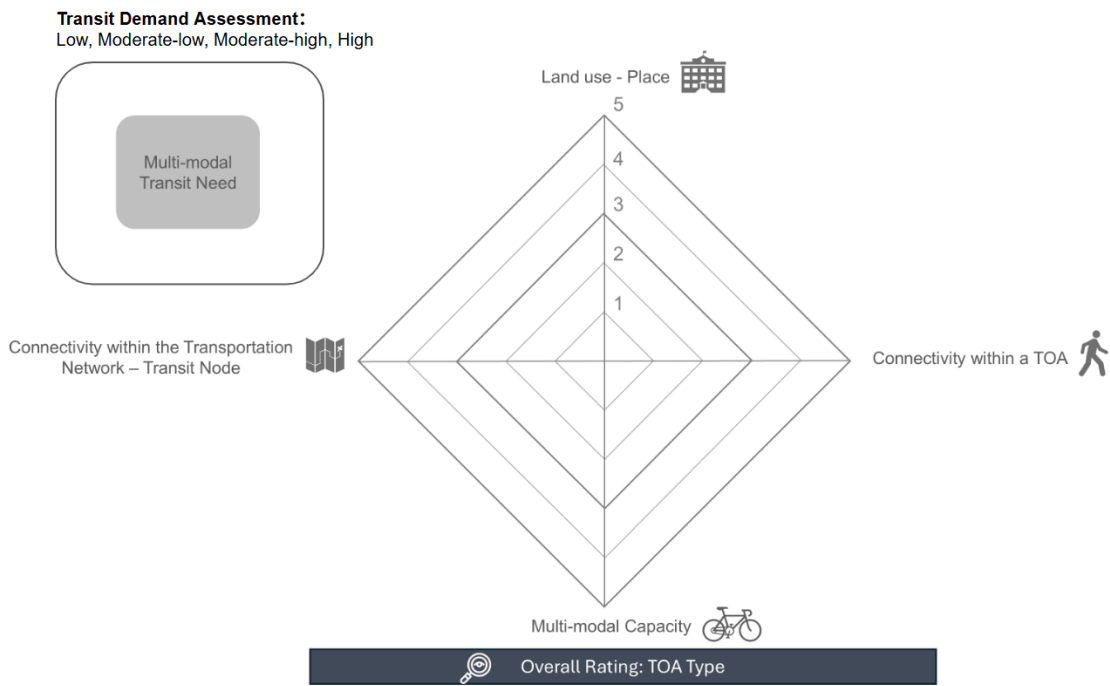 Transit Demand Assessment:
Low, Moderate-low, Moderate-high, High
Multi-modal
Transit Need
Land use - Place
5
4
3
2
1
Connectivity within the Transportation
Network – Transit Node
Connectivity within a TOA
Multi-modal Capacity
Overall Rating: TOA Type